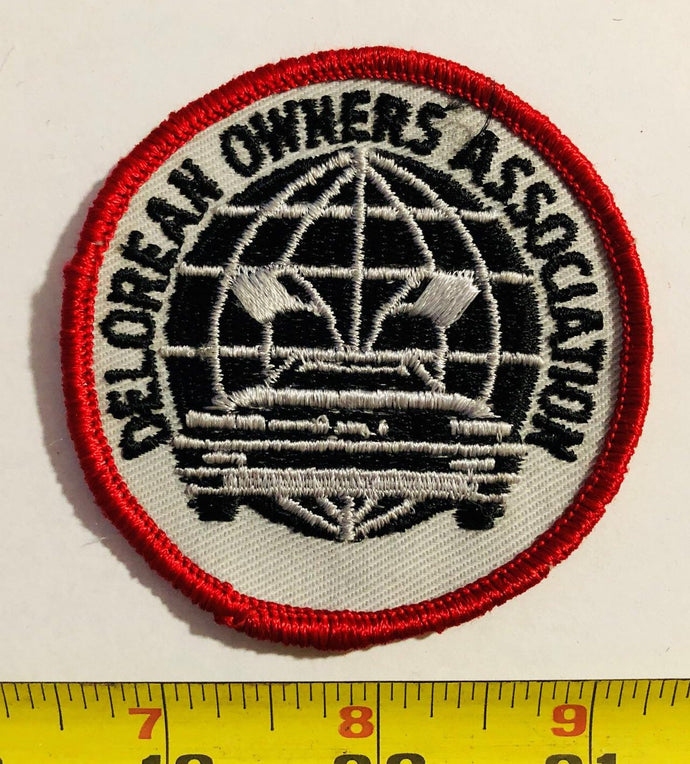 DELOREAN OWNERS ASSOCIATION
7 8 9